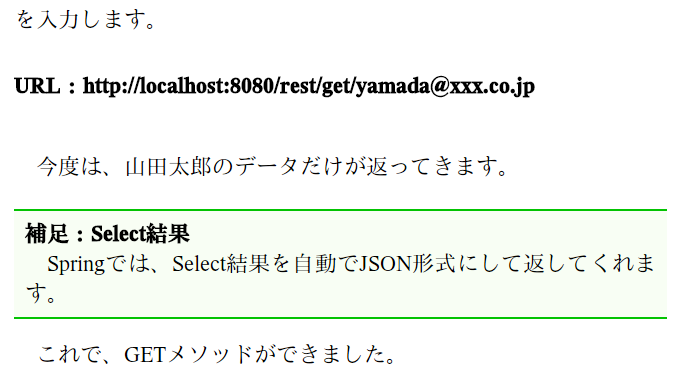 を入力します。
URL：http://localhost:8080/rest/get/yamada@xxx.co.jp
今度は、山田太郎のデータだけが返ってきます。
補足：Select結果
Springでは、Select結果を自動でJSON形式にして返してくれま
す。
これで、GETメソッドができました。